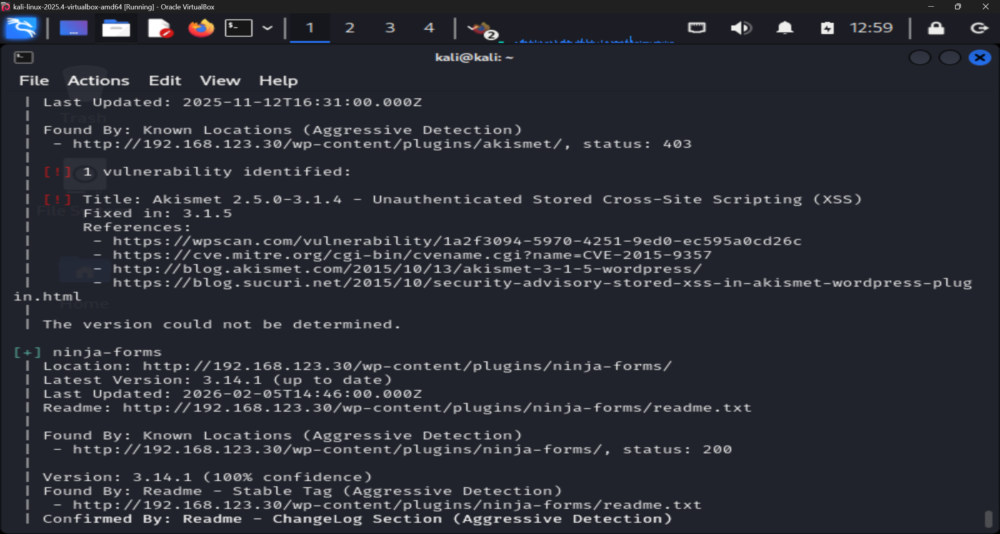 kali-linux-2025.4-virtualbox-amd64 [Running] - Oracle VirtualBox
1 2 3 4 2 12:59
kali@kali: ~
File Actions Edit View Help
| Last Updated: 2025-11-12T16:31:00.000Z
|
Trash
| Found By: Known Locations (Aggressive Detection)
|  - http://192.168.123.30/wp-content/plugins/akismet/, status: 403
|
| [!] 1 vulnerability identified:
|
| [!] Title: Akismet 2.5.0-3.1.4 - Unauthenticated Stored Cross-Site Scripting (XSS)
File System
|     Fixed in: 3.1.5
|     References:
|      - https://wpscan.com/vulnerability/1a2f3094-5970-4251-9ed0-ec595a0cd26c
|      - https://cve.mitre.org/cgi-bin/cvename.cgi?name=CVE-2015-9357
|      - http://blog.akismet.com/2015/10/13/akismet-3-1-5-wordpress/
|      - https://blog.sucuri.net/2015/10/security-advisory-stored-xss-in-akismet-wordpress-plug
in.html
Home
|
| The version could not be determined.
[+] ninja-forms
| Location: http://192.168.123.30/wp-content/plugins/ninja-forms/
| Latest Version: 3.14.1 (up to date)
| Last Updated: 2026-02-05T14:46:00.000Z
| Readme: http://192.168.123.30/wp-content/plugins/ninja-forms/readme.txt
|
| Found By: Known Locations (Aggressive Detection)
|  - http://192.168.123.30/wp-content/plugins/ninja-forms/, status: 200
|
| Version: 3.14.1 (100% confidence)
| Found By: Readme - Stable Tag (Aggressive Detection)
|  - http://192.168.123.30/wp-content/plugins/ninja-forms/readme.txt
| Confirmed By: Readme - ChangeLog Section (Aggressive Detection)